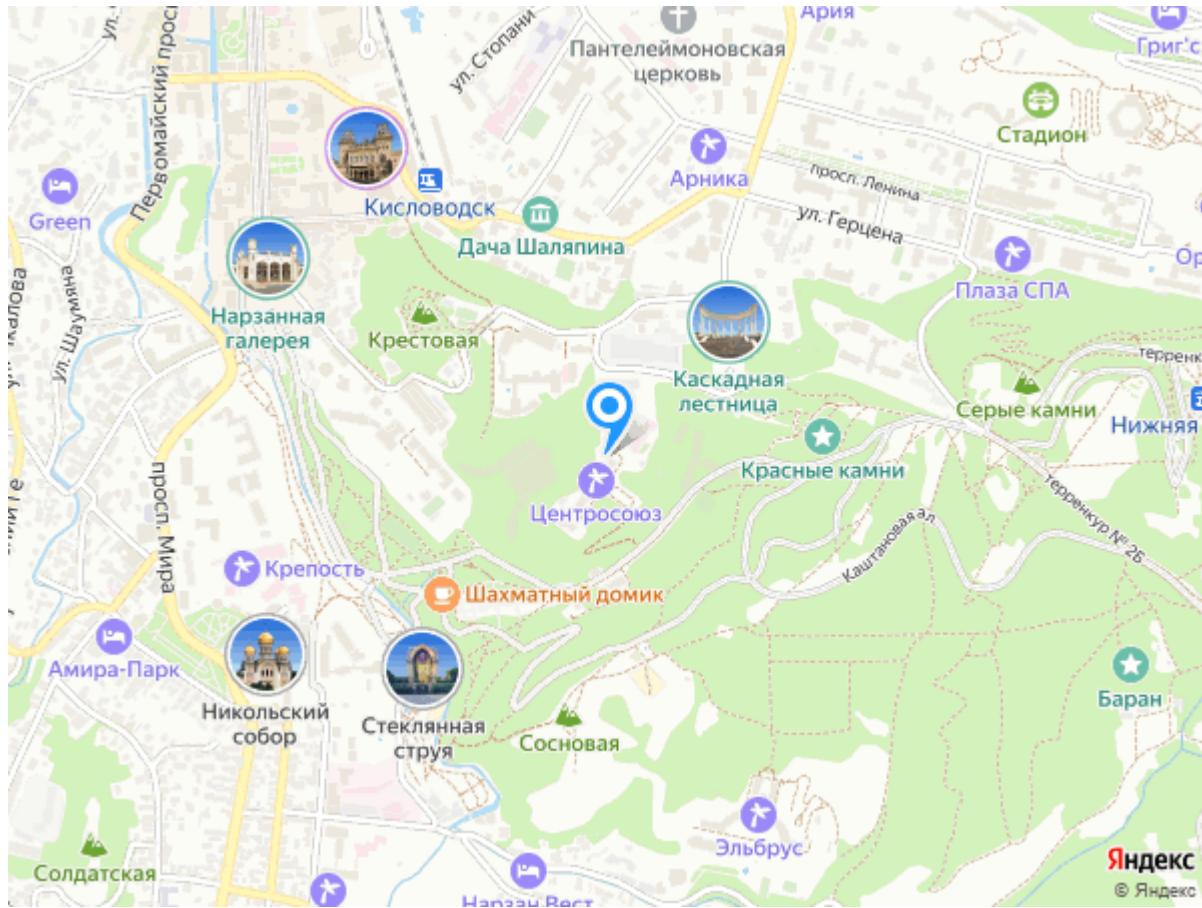 ул. Стопани
Пантелеймоновская
церковь
Ария
Григ'с
Стадион
Первомайский просп
Арника
просп. Ленина
ул. Герцена
Green
Кисловодск
Дача Шаляпина
Плаза СПА
Нарзанная
галерея
ул. Шаумяна
Крестовая
Каскадная
лестница
терренк
Серые камни
Нижняя
Красные камни
Центросоюз
просп. Мира
терренкур № 2Б
Каштановая ал.
Крепость
Шахматный домик
Амира-Парк
Никольский
собор
Стеклянная
струя
Сосновая
Баран
Эльбрус
Солдатская
Нарзан Вест
Яндекс
© Яндекс